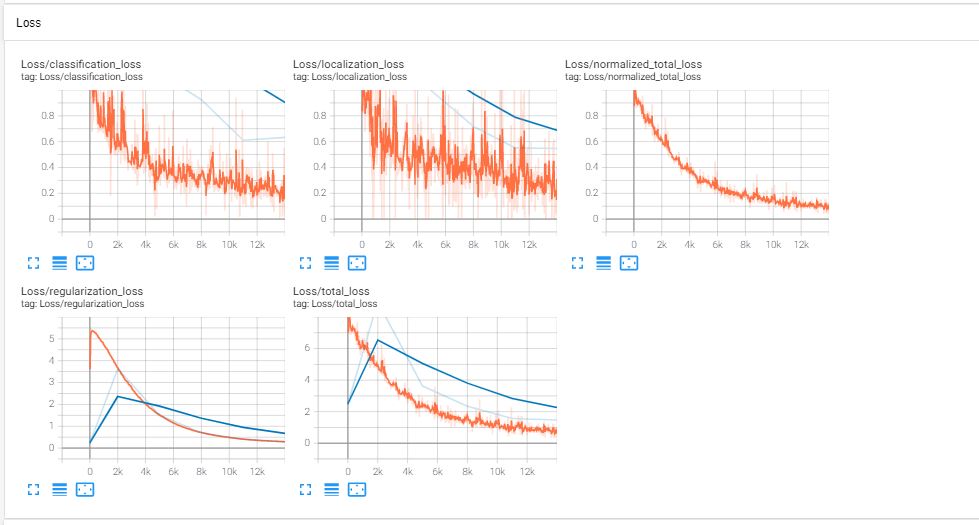 Loss
Loss/classification_loss
tag: Loss/classification_loss
0.8
0.6
0.4
0.2
0
0 2k 4k 6k 8k 10k 12k
Loss/localization_loss
tag: Loss/localization_loss
0.8
0.6
0.4
0.2
0
0 2k 4k 6k 8k 10k 12k
Loss/normalized_total_loss
tag: Loss/normalized_total_loss
0.8
0.6
0.4
0.2
0
0 2k 4k 6k 8k 10k 12k
Loss/regularization_loss
tag: Loss/regularization_loss
5
4
3
2
1
0
0 2k 4k 6k 8k 10k 12k
Loss/total_loss
tag: Loss/total_loss
6
4
2
0
0 2k 4k 6k 8k 10k 12k